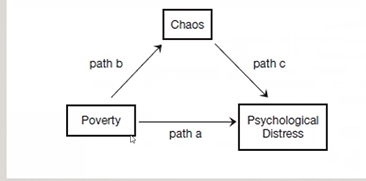 Chaos
path b
path c
Poverty
path a
Psychological
Distress